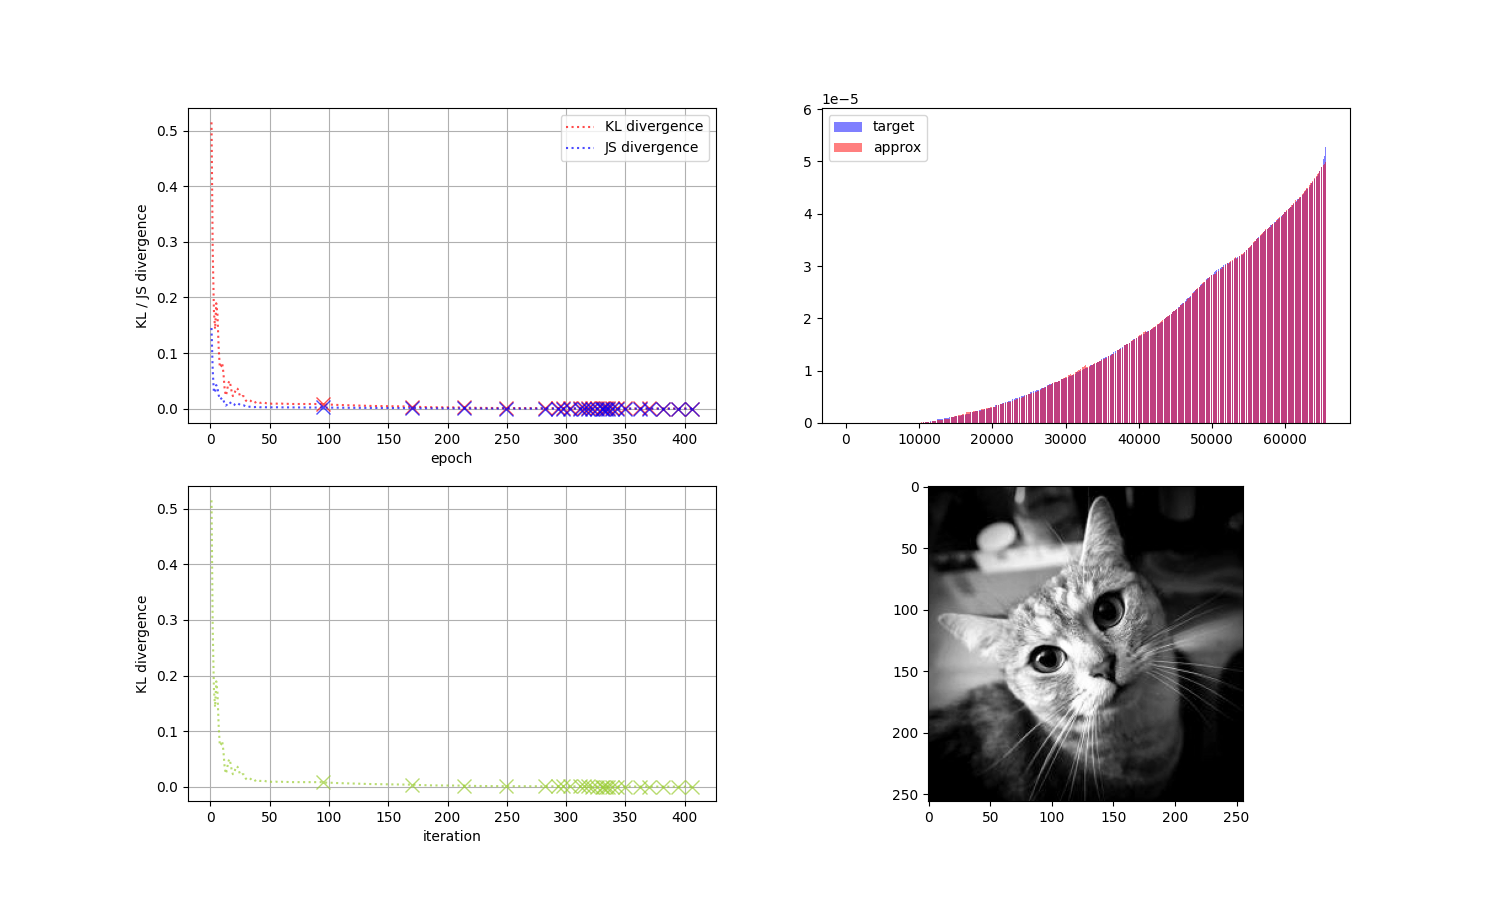 0.5
0.4
0.3
0.2
0.1
0.0
KL / JS divergence
KL divergence
JS divergence
0 50 100 150 200 250 300 350 400
epoch
1e−5
6
5
4
3
2
1
0
target
approx
0 10000 20000 30000 40000 50000 60000
0.5
0.4
0.3
0.2
0.1
0.0
KL divergence
0 50 100 150 200 250 300 350 400
iteration
0
50
100
150
200
250
0 50 100 150 200 250